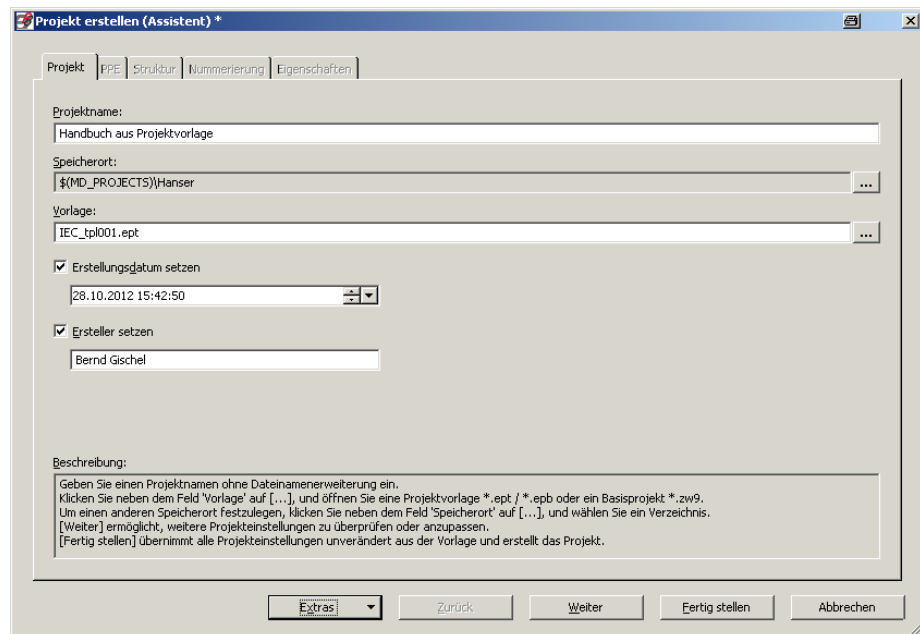 Projekt erstellen (Assistent) *
Projekt PPE Struktur Nummerierung Eigenschaften
Projektname:
Handbuch aus Projektvorlage
Speicherort:
$(MD_PROJECTS)\Hanser
...
Vorlage:
IEC_tpl001.ept
...
Erstellungsdatum setzen
28.10.2012 15:42:50
Ersteller setzen
Bernd Gischel
Beschreibung:
Geben Sie einen Projektnamen ohne Dateinamenerweiterung ein.
Klicken Sie neben dem Feld 'Vorlage' auf [...], und öffnen Sie eine Projektvorlage *.ept / *.epb oder ein Basisprojekt *.zw9.
Um einen anderen Speicherort festzulegen, klicken Sie neben dem Feld 'Speicherort' auf [...], und wählen Sie ein Verzeichnis.
[Weiter] ermöglicht, weitere Projekteinstellungen zu überprüfen oder anzupassen.
[Fertig stellen] übernimmt alle Projekteinstellungen unverändert aus der Vorlage und erstellt das Projekt.
Extras Zurück Weiter Fertig stellen Abbrechen